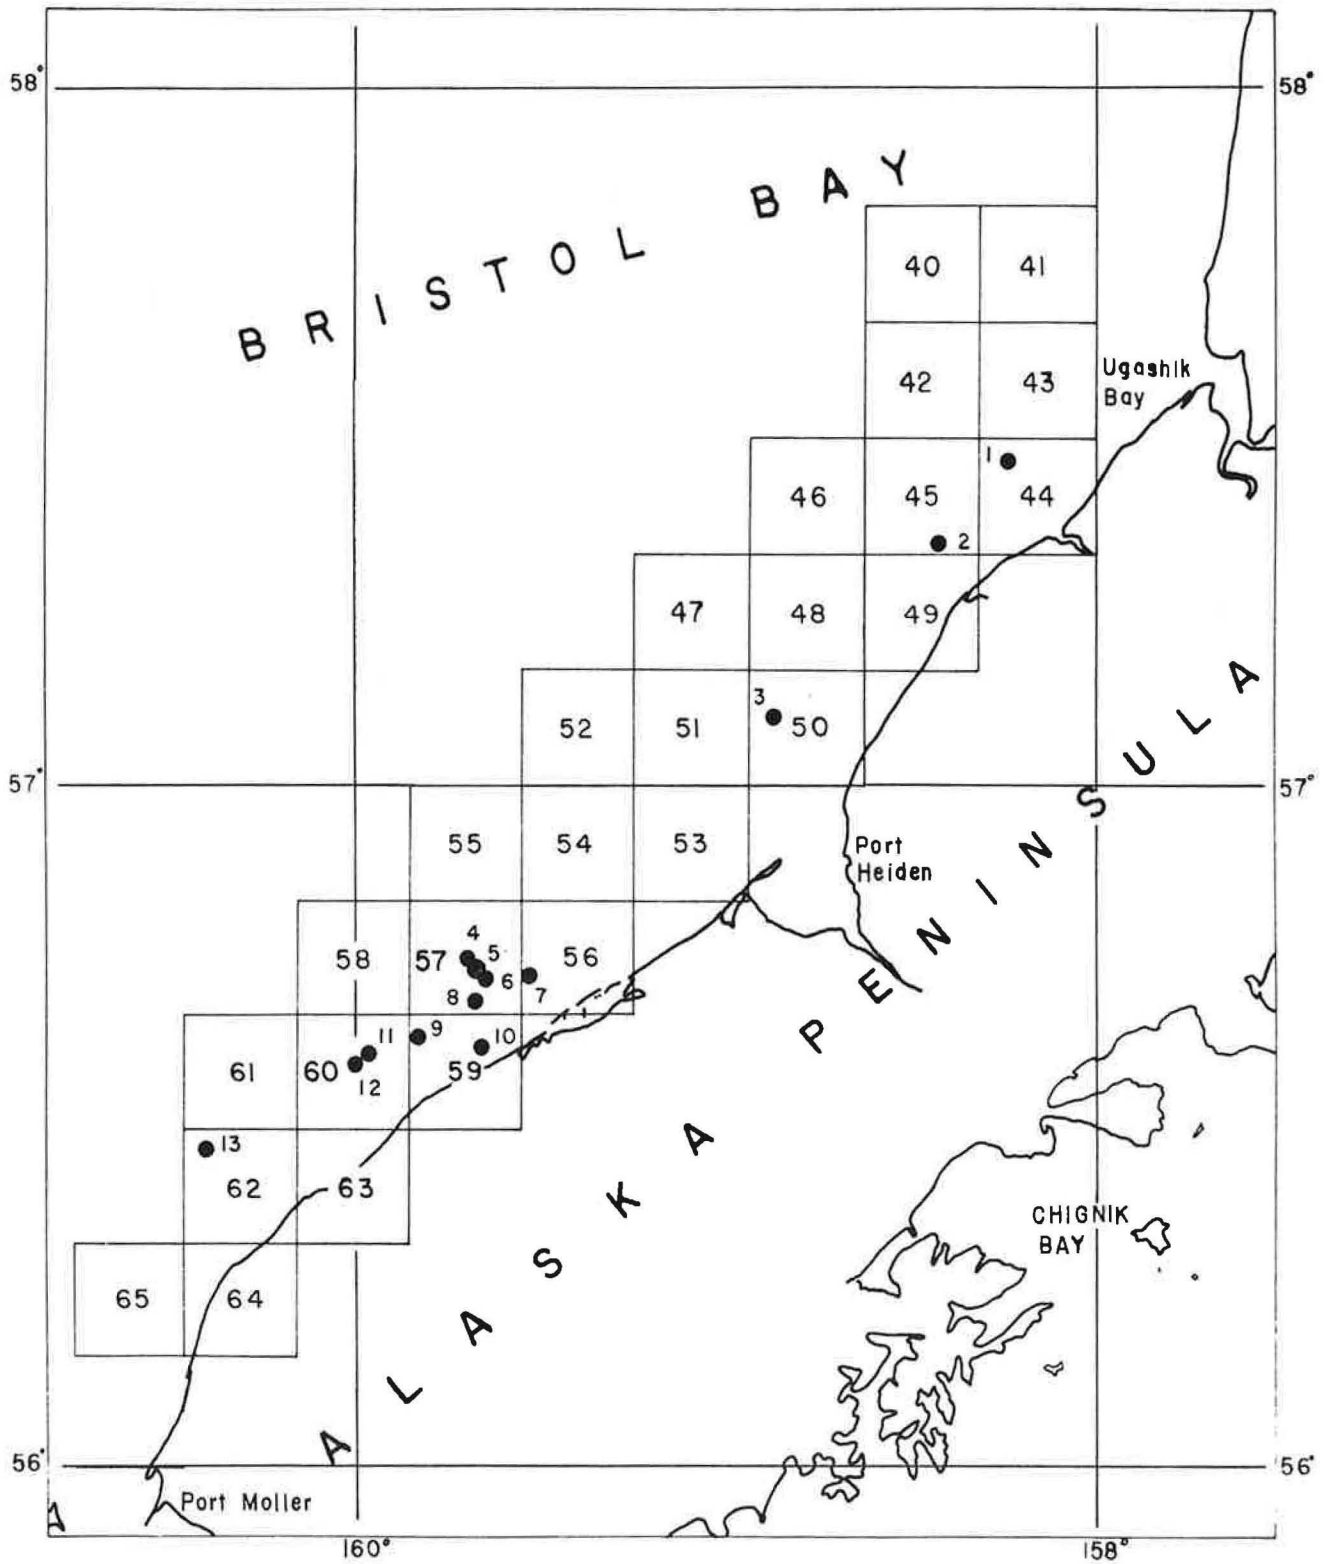 58° 58°
BRISTOL BAY
40 41
42 43
Ugashik
Bay
1
46 45 44
2
47 48 49
3
52 51 50
57° 57°
55 54 53
Port
Heiden
4
58 57 5 56
6 7
8
9
11 10
61 60 59
12
13
62 63
65 64
ALASKA PENINSULA
CHIGNIK
BAY
56° 56°
Port Moller
A
160° 158°